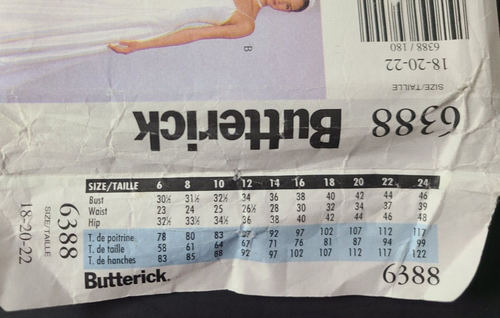 B
6388 / 180
18-20-22
SIZE/TAILLE
6388
Butterick
SIZE/TAILLE 6 8 10 12 14 16 18 20 22 24
Bust 30½ 31½ 32½ 34 36 38 40 42 44 46
Waist 23 24 25 26½ 28 30 32 34 37 39
Hip 32½ 33½ 34½ 36 38 40 42 44 46 48
T. de poitrine 78 80 83 87 92 97 102 107 112 117
T. de taille 58 61 64 67 71 76 81 87 94 99
T. de hanches 83 85 88 92 97 102 107 112 117 122
Butterick
6388
6388
SIZE/TAILLE
18-20-22